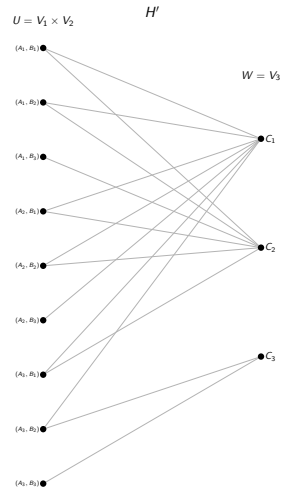 H′
U = V₁ × V₂
W = V₃
(A₁, B₁)
(A₁, B₂)
(A₁, B₃)
(A₂, B₁)
(A₂, B₂)
(A₂, B₃)
(A₃, B₁)
(A₃, B₂)
(A₃, B₃)
C₁
C₂
C₃